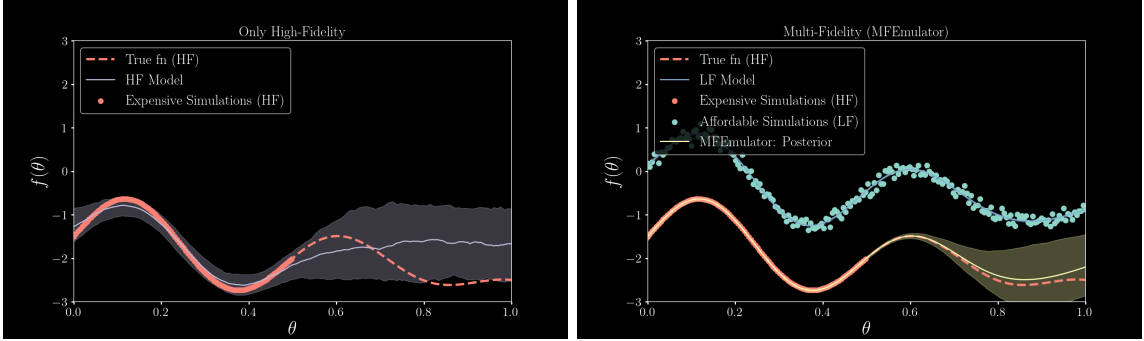 Only High-Fidelity
True fn (HF)
HF Model
Expensive Simulations (HF)
3
2
1
0
−1
−2
−3
f(θ)
0.0
0.2
0.4
0.6
0.8
1.0
θ
Multi-Fidelity (MFEmulator)
True fn (HF)
LF Model
Expensive Simulations (HF)
Affordable Simulations (LF)
MFEmulator: Posterior
3
2
1
0
−1
−2
−3
f(θ)
0.0
0.2
0.4
0.6
0.8
1.0
θ